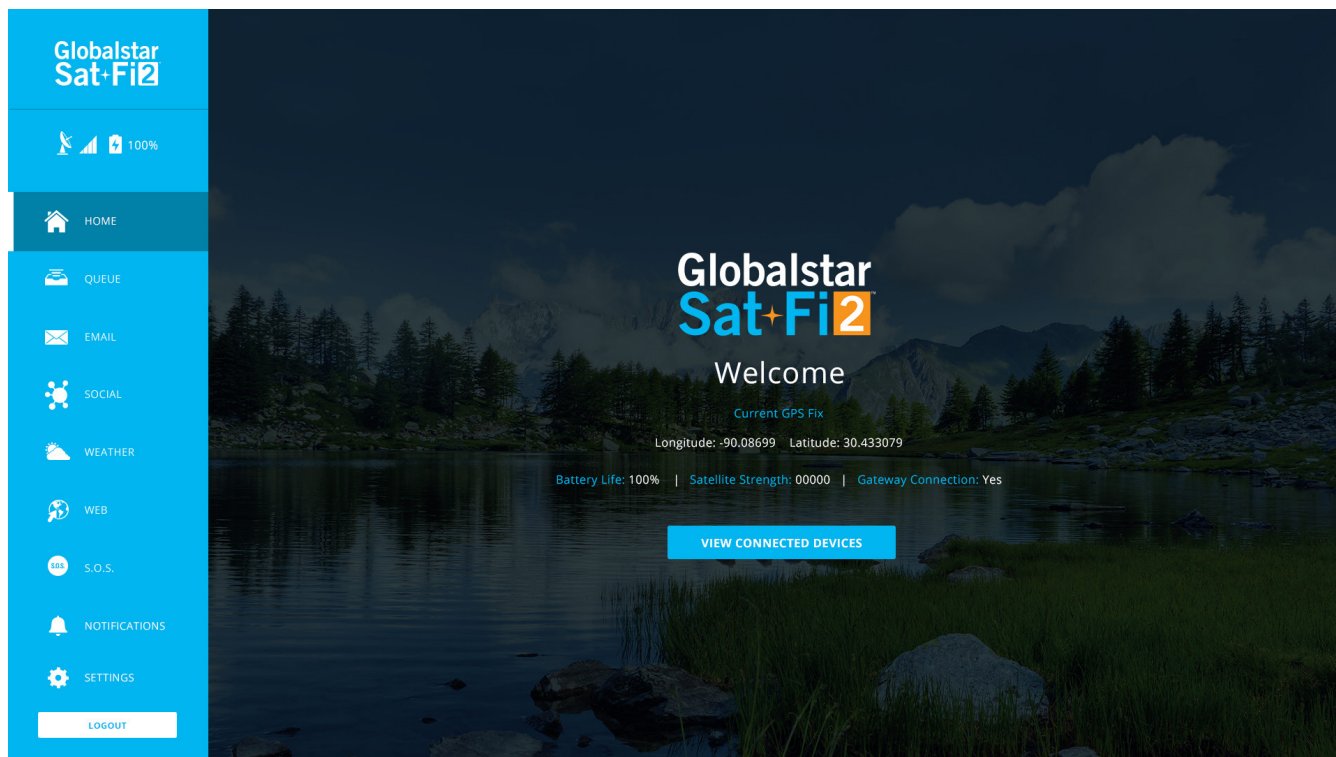 Globalstar
Sat+Fi2
100%
HOME
QUEUE
EMAIL
SOCIAL
WEATHER
WEB
S.O.S. S.O.S.
NOTIFICATIONS
SETTINGS
LOGOUT
Globalstar
Sat+Fi2™
Welcome
Current GPS Fix
Longitude: -90.08699 Latitude: 30.433079
Battery Life: 100% | Satellite Strength: 00000 | Gateway Connection: Yes
VIEW CONNECTED DEVICES